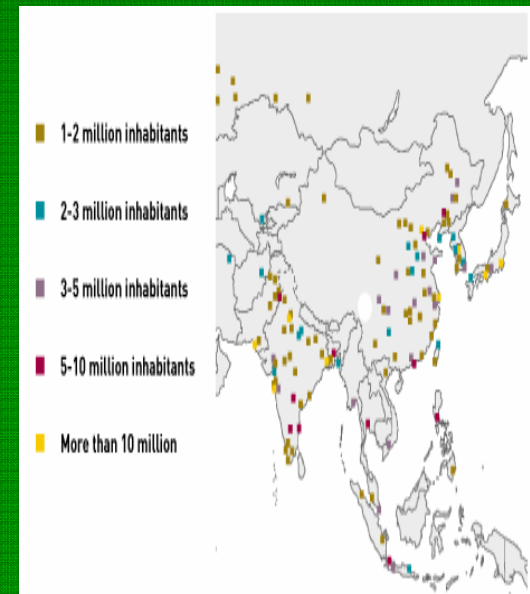 1-2 million inhabitants
2-3 million inhabitants
3-5 million inhabitants
5-10 million inhabitants
More than 10 million